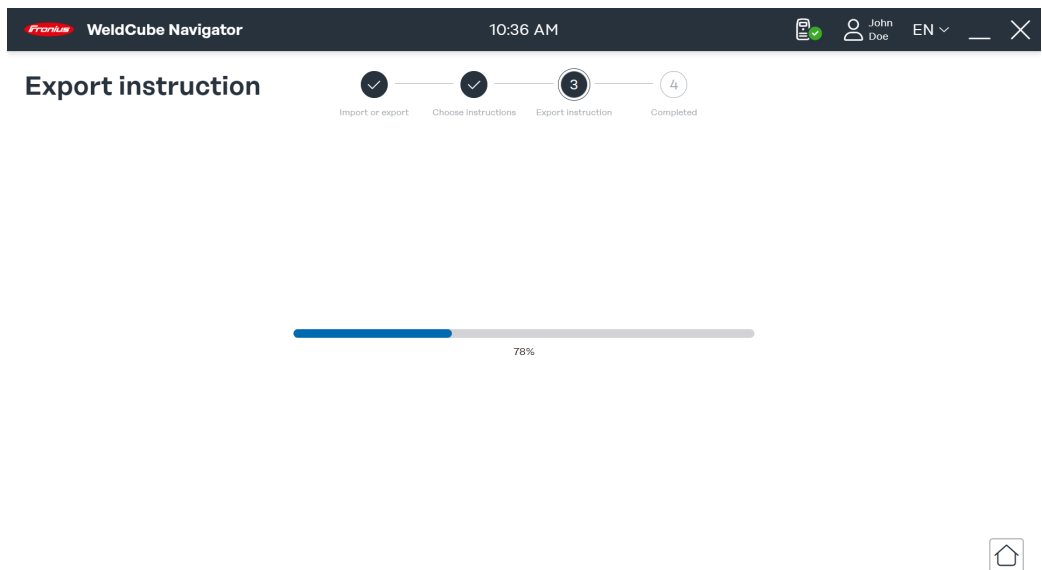 Fronius WeldCube Navigator 10:36 AM John Doe EN
Export instruction
3 4
Import or export Choose instructions Export instruction Completed
78%